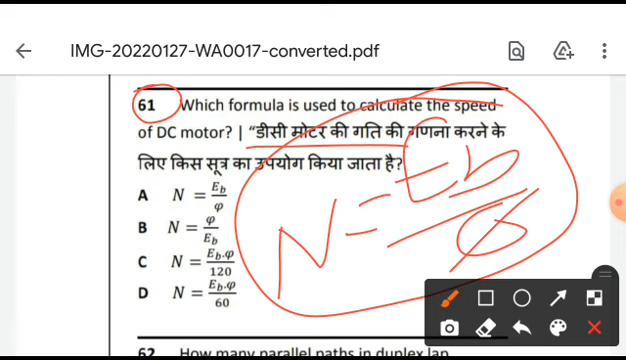 IMG-20220127-WA0017-converted.pdf
61 Which formula is used to calculate the speed
of DC motor? | "डीसी मोटर की गति की गणना करने के
लिए किस सूत्र का उपयोग किया जाता है?
A N = Eb/φ
B N = φ/Eb
C N = Eb.φ/120
D N = Eb.φ/60
N = Eb/φ
62 How many parallel paths in duplex lap